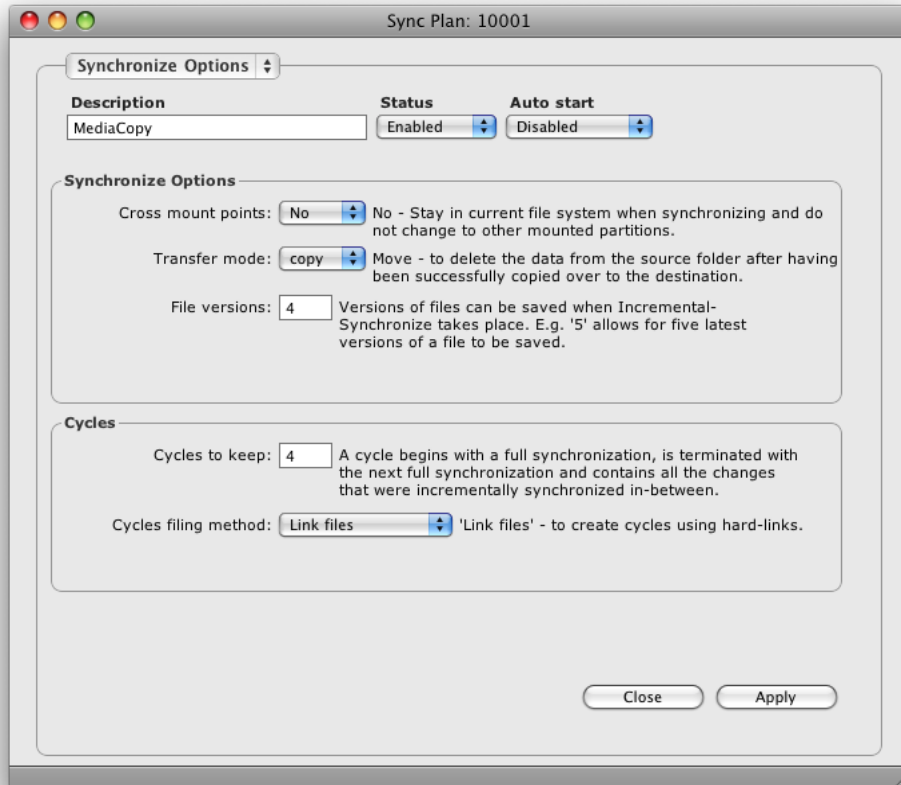 Sync Plan: 10001
Synchronize Options
Description Status Auto start
MediaCopy Enabled Disabled
Synchronize Options
Cross mount points: No No - Stay in current file system when synchronizing and do
not change to other mounted partitions.
Transfer mode: copy Move - to delete the data from the source folder after having
been successfully copied over to the destination.
File versions: 4 Versions of files can be saved when Incremental-
Synchronize takes place. E.g. '5' allows for five latest
versions of a file to be saved.
Cycles
Cycles to keep: 4 A cycle begins with a full synchronization, is terminated with
the next full synchronization and contains all the changes
that were incrementally synchronized in-between.
Cycles filing method: Link files 'Link files' - to create cycles using hard-links.
Close Apply